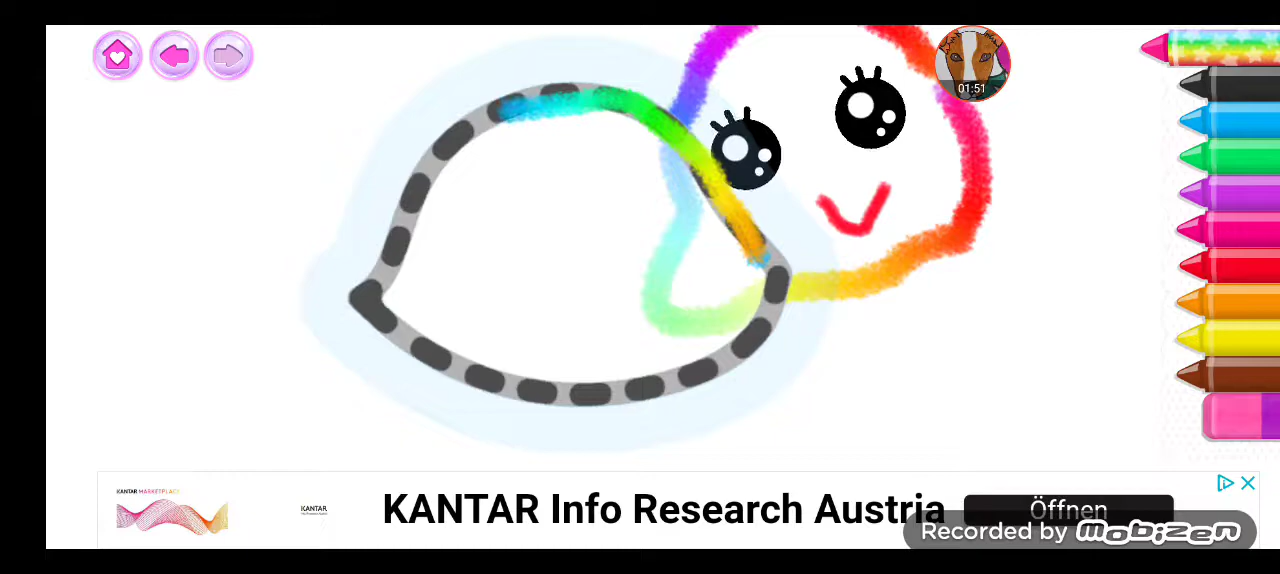 01:51
KANTAR MARKETPLACE
KANTAR
KANTAR Info Research Austria
Öffnen
Recorded by mobizen